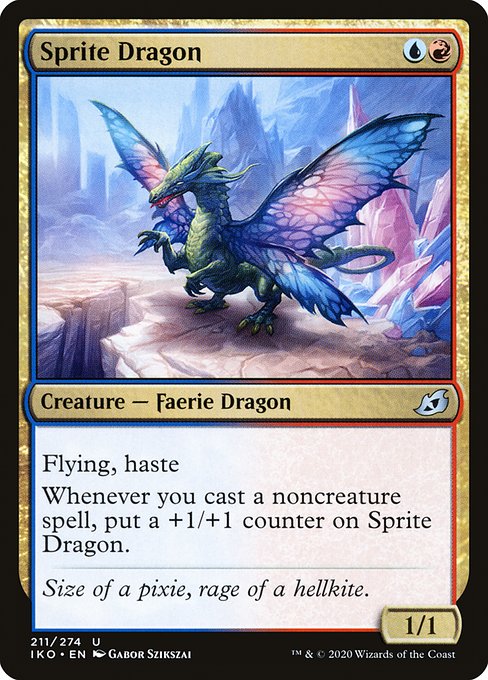 Sprite Dragon
Creature — Faerie Dragon
Flying, haste
Whenever you cast a noncreature
spell, put a +1/+1 counter on Sprite
Dragon.
Size of a pixie, rage of a hellkite.
1/1
211/274 U
IKO • EN Gabor Szikszai
™ & © 2020 Wizards of the Coast